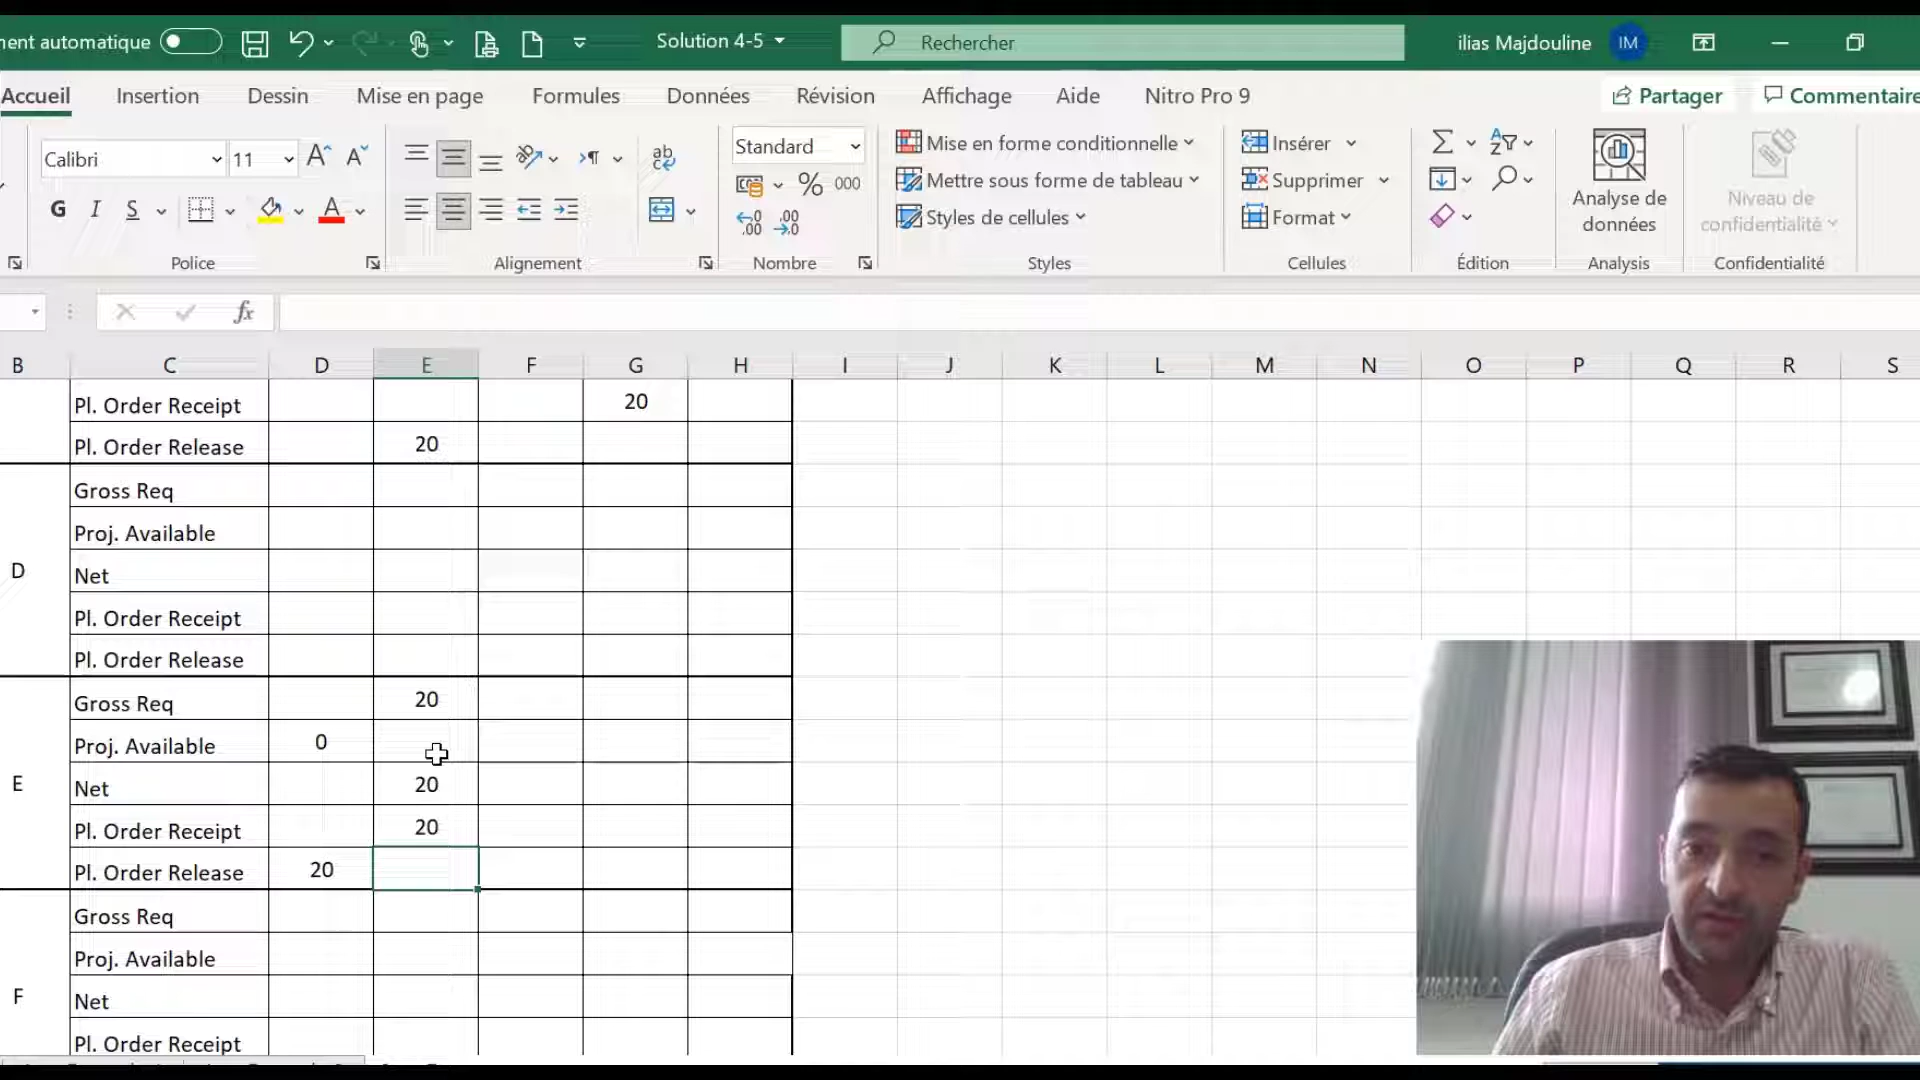 ment automatique Solution 4-5 Rechercher ilias Majdouline IM
Accueil Insertion Dessin Mise en page Formules Données Révision Affichage Aide Nitro Pro 9 Partager Commentaire
Calibri 11 Standard Mise en forme conditionnelle Insérer
% 000 Mettre sous forme de tableau Supprimer Analyse de données Niveau de confidentialité
G I S Styles de cellules Format
Police Alignement Nombre Styles Cellules Édition Analysis Confidentialité
fx
B C D E F G H I J K L M N O P Q R S
Pl. Order Receipt 20
Pl. Order Release 20
Gross Req
Proj. Available
D Net
Pl. Order Receipt
Pl. Order Release
Gross Req 20
Proj. Available 0
E Net 20
Pl. Order Receipt 20
Pl. Order Release 20
Gross Req
Proj. Available
F Net
Pl. Order Receipt